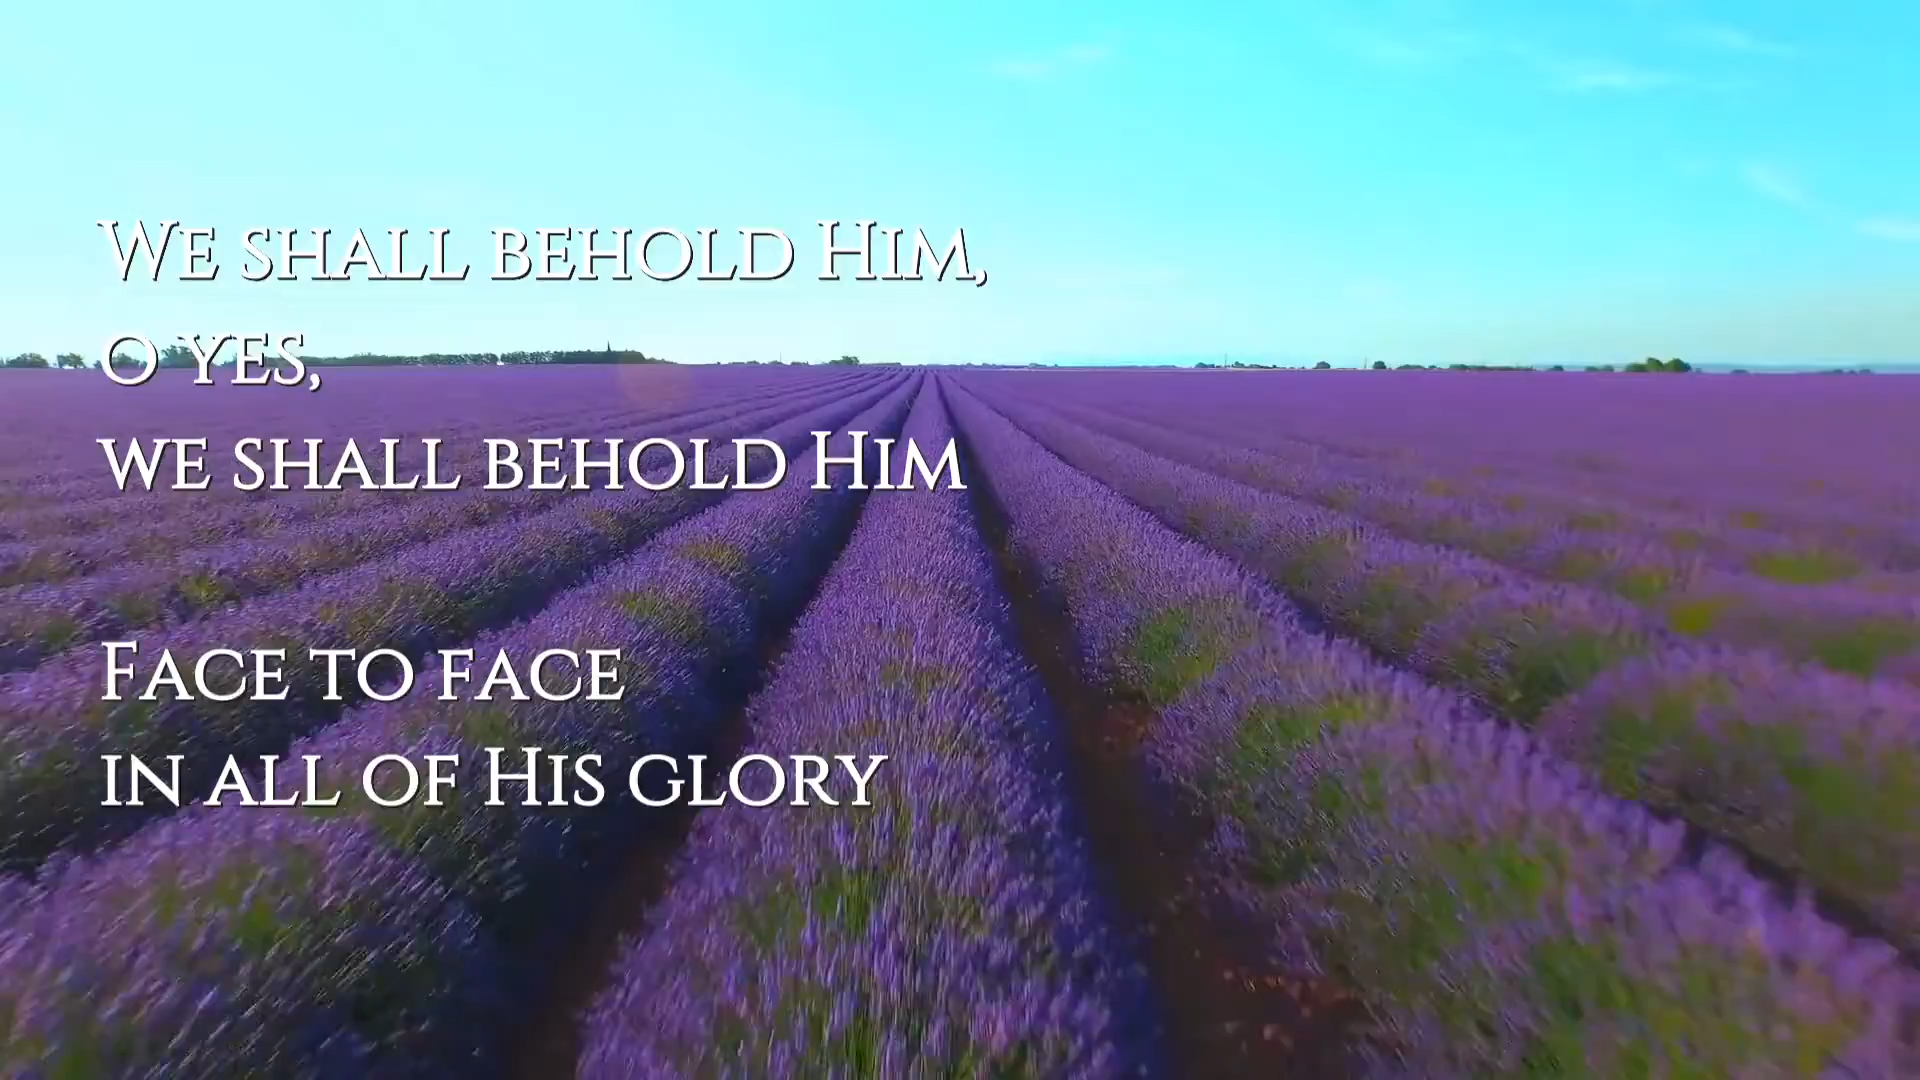 We shall behold Him,
o yes,
we shall behold Him
Face to face
in all of His glory